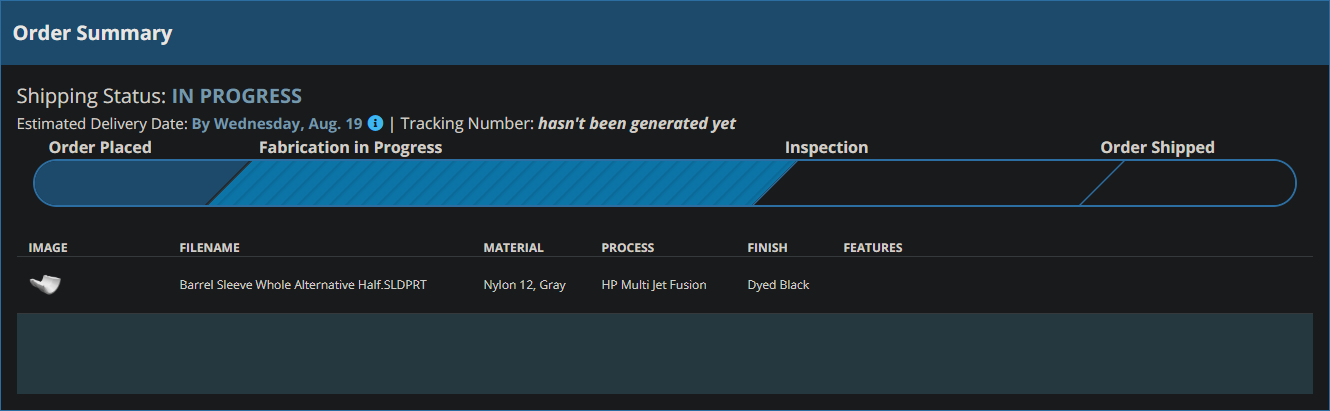 Order Summary
Shipping Status: IN PROGRESS
Estimated Delivery Date: By Wednesday, Aug. 19 | Tracking Number: hasn't been generated yet
Order Placed Fabrication in Progress Inspection Order Shipped
IMAGE FILENAME MATERIAL PROCESS FINISH FEATURES
Barrel Sleeve Whole Alternative Half.SLDPRT Nylon 12, Gray HP Multi Jet Fusion Dyed Black